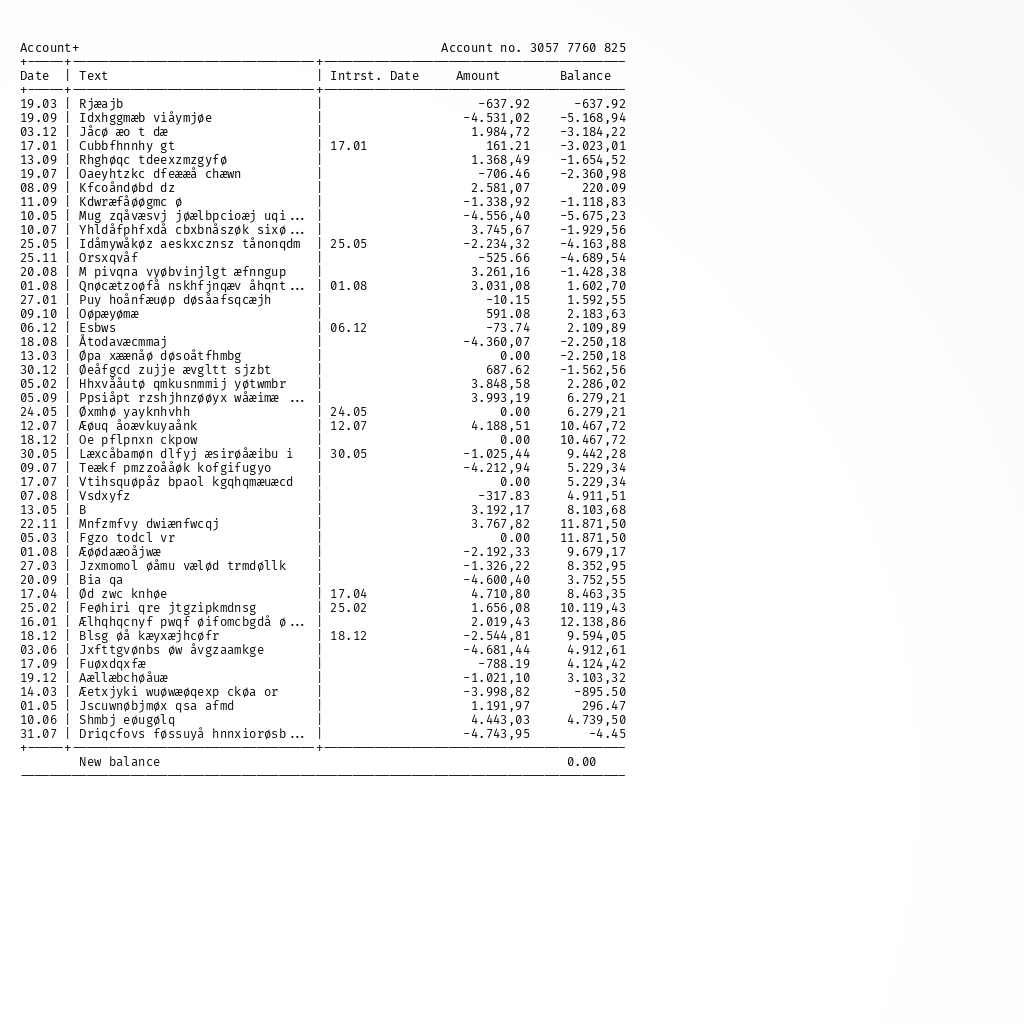 Account+ Account no. 3057 7760 825
Date | Text | Intrst. Date Amount Balance
19.03 | Rjæajb | -637.92 -637.92
19.09 | Idxhggmæb viåymjøe | -4.531,02 -5.168,94
03.12 | Jåcø æo t dæ | 1.984,72 -3.184,22
17.01 | Cubbfhnnhy gt | 17.01 161.21 -3.023,01
13.09 | Rhghøqc tdeexzmzgyfø | 1.368,49 -1.654,52
19.07 | Oaeyhtzkc dfeææå chæwn | -706.46 -2.360,98
08.09 | Kfcoåndøbd dz | 2.581,07 220.09
11.09 | Kdwræfåøøgmc ø | -1.338,92 -1.118,83
10.05 | Mug zqåvæsvj jøælbpcioæj uqi... | -4.556,40 -5.675,23
10.07 | Yhldåfphfxdå cbxbnåszøk sixø... | 3.745,67 -1.929,56
25.05 | Idåmywåkøz aeskxcznsz tånonqdm | 25.05 -2.234,32 -4.163,88
25.11 | Orsxqvåf | -525.66 -4.689,54
20.08 | M pivqna vyøbvinjlgt æfnngup | 3.261,16 -1.428,38
01.08 | Qnøcætzoøfå nskhfjnqæv åhqnt... | 01.08 3.031,08 1.602,70
27.01 | Puy hoånfæuøp døsåafsqcæjh | -10.15 1.592,55
09.10 | Oøpæyømæ | 591.08 2.183,63
06.12 | Esbws | 06.12 -73.74 2.109,89
18.08 | Åtodavæcmmaj | -4.360,07 -2.250,18
13.03 | Øpa xæænåø døsoåtfhmbg | 0.00 -2.250,18
30.12 | Øeåfgcd zujje ævgltt sjzbt | 687.62 -1.562,56
05.02 | Hhxvååutø qmkusnmmij yøtwmbr | 3.848,58 2.286,02
05.09 | Ppsiåpt rzshjhnzøøyx wåæimæ ... | 3.993,19 6.279,21
24.05 | Øxmhø yayknhvhh | 24.05 0.00 6.279,21
12.07 | Æøuq åoævkuyaånk | 12.07 4.188,51 10.467,72
18.12 | Oe pflpnxn ckpow | 0.00 10.467,72
30.05 | Læxcåbamøn dlfyj æsirøåæibu i | 30.05 -1.025,44 9.442,28
09.07 | Teækf pmzzoååøk kofgifugyo | -4.212,94 5.229,34
17.07 | Vtihsquøpåz bpaol kgqhqmæuæcd | 0.00 5.229,34
07.08 | Vsdxyfz | -317.83 4.911,51
13.05 | B | 3.192,17 8.103,68
22.11 | Mnfzmfvy dwiænfwcqj | 3.767,82 11.871,50
05.03 | Fgzo todcl vr | 0.00 11.871,50
01.08 | Æøødaæoåjwæ | -2.192,33 9.679,17
27.03 | Jzxmomol øåmu vælød trmdøllk | -1.326,22 8.352,95
20.09 | Bia qa | -4.600,40 3.752,55
17.04 | Ød zwc knhøe | 17.04 4.710,80 8.463,35
25.02 | Feøhiri qre jtgzipkmdnsg | 25.02 1.656,08 10.119,43
16.01 | Ælhqhqcnyf pwqf øifomcbgdå ø... | 2.019,43 12.138,86
18.12 | Blsg øå kæyxæjhcøfr | 18.12 -2.544,81 9.594,05
03.06 | Jxfttgvønbs øw åvgzaamkge | -4.681,44 4.912,61
17.09 | Fuøxdqxfæ | -788.19 4.124,42
19.12 | Aællæbchøåuæ | -1.021,10 3.103,32
14.03 | Æetxjyki wuøwæøqexp ckøa or | -3.998,82 -895.50
01.05 | Jscuwnøbjmøx qsa afmd | 1.191,97 296.47
10.06 | Shmbj eøugølq | 4.443,03 4.739,50
31.07 | Driqcfovs føssuyå hnnxiorøsb... | -4.743,95 -4.45
New balance 0.00